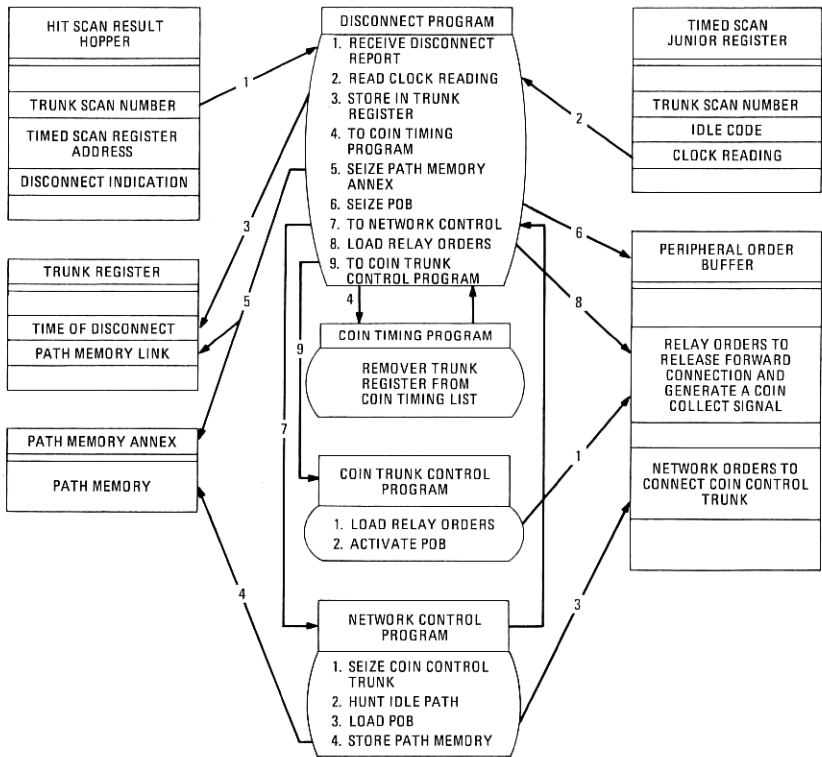 HIT SCAN RESULT
HOPPER
TRUNK SCAN NUMBER
TIMED SCAN REGISTER
ADDRESS
DISCONNECT INDICATION
TRUNK REGISTER
TIME OF DISCONNECT
PATH MEMORY LINK
PATH MEMORY ANNEX
PATH MEMORY
DISCONNECT PROGRAM
1. RECEIVE DISCONNECT
REPORT
2. READ CLOCK READING
3. STORE IN TRUNK
REGISTER
4. TO COIN TIMING
PROGRAM
5. SEIZE PATH MEMORY
ANNEX
6. SEIZE POB
7. TO NETWORK CONTROL
8. LOAD RELAY ORDERS
9. TO COIN TRUNK
CONTROL PROGRAM
COIN TIMING PROGRAM
REMOVER TRUNK
REGISTER FROM
COIN TIMING LIST
COIN TRUNK CONTROL
PROGRAM
1. LOAD RELAY ORDERS
2. ACTIVATE POB
NETWORK CONTROL
PROGRAM
1. SEIZE COIN CONTROL
TRUNK
2. HUNT IDLE PATH
3. LOAD POB
4. STORE PATH MEMORY
TIMED SCAN
JUNIOR REGISTER
TRUNK SCAN NUMBER
IDLE CODE
CLOCK READING
PERIPHERAL ORDER
BUFFER
RELAY ORDERS TO
RELEASE FORWARD
CONNECTION AND
GENERATE A COIN
COLLECT SIGNAL
NETWORK ORDERS TO
CONNECT COIN CONTROL
TRUNK
1
2
3
5
6
8
4
9
7
1
4
3